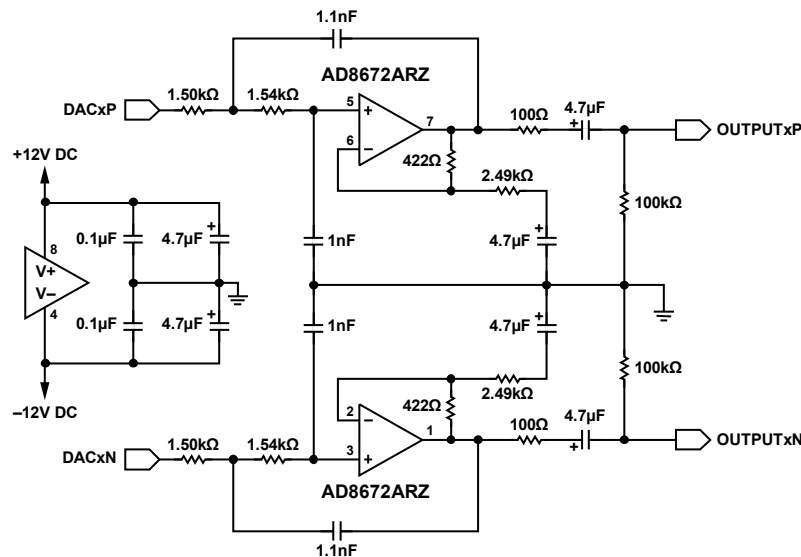 1.1nF
AD8672ARZ
1.50kΩ
1.54kΩ
DACxP
5
+
7
6
–
100Ω
4.7µF
+
OUTPUTxP
422Ω
2.49kΩ
100kΩ
+12V DC
8
V+
V–
4
0.1µF
4.7µF
+
0.1µF
4.7µF
+
–12V DC
1nF
4.7µF
+
1nF
4.7µF
+
2.49kΩ
422Ω
100kΩ
2
–
3
+
1
100Ω
4.7µF
+
OUTPUTxN
DACxN
1.50kΩ
1.54kΩ
AD8672ARZ
1.1nF